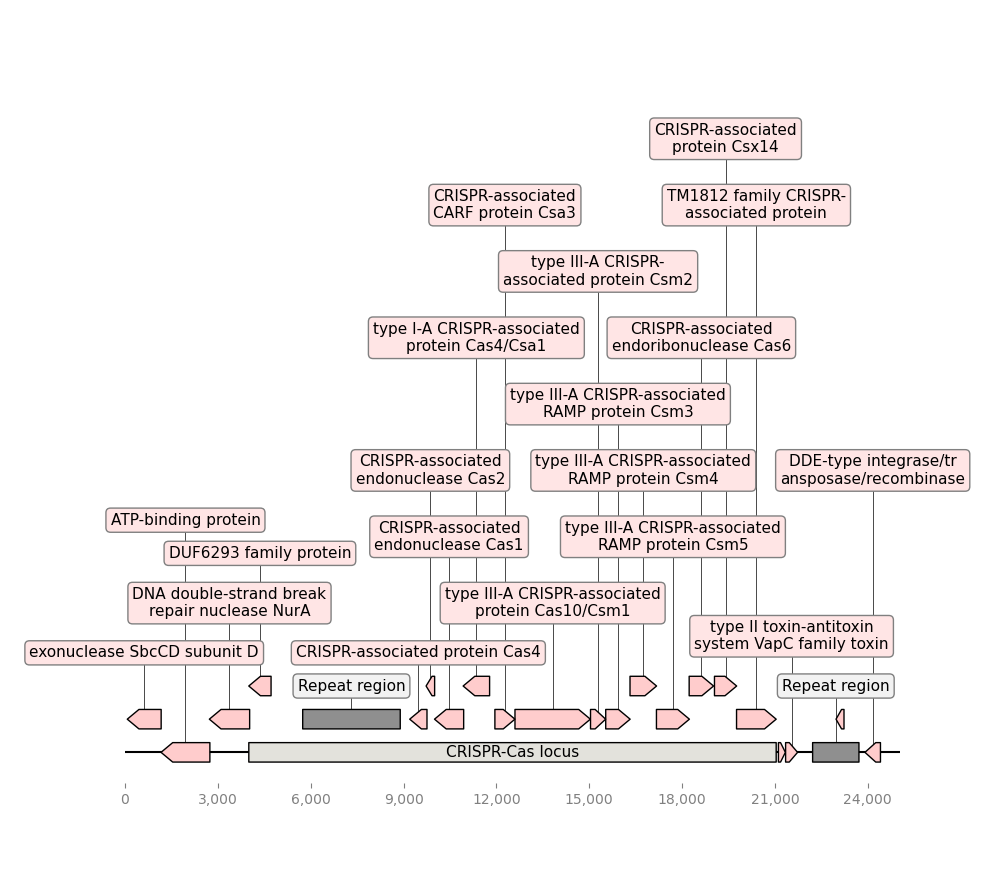 CRISPR-associated
protein Csx14
CRISPR-associated
CARF protein Csa3
TM1812 family CRISPR-
associated protein
type III-A CRISPR-
associated protein Csm2
type I-A CRISPR-associated
protein Cas4/Csa1
CRISPR-associated
endoribonuclease Cas6
type III-A CRISPR-associated
RAMP protein Csm3
CRISPR-associated
endonuclease Cas2
type III-A CRISPR-associated
RAMP protein Csm4
DDE-type integrase/tr
ansposase/recombinase
ATP-binding protein
CRISPR-associated
endonuclease Cas1
type III-A CRISPR-associated
RAMP protein Csm5
DUF6293 family protein
DNA double-strand break
repair nuclease NurA
type III-A CRISPR-associated
protein Cas10/Csm1
type II toxin-antitoxin
system VapC family toxin
exonuclease SbcCD subunit D
CRISPR-associated protein Cas4
Repeat region
Repeat region
CRISPR-Cas locus
0 3,000 6,000 9,000 12,000 15,000 18,000 21,000 24,000